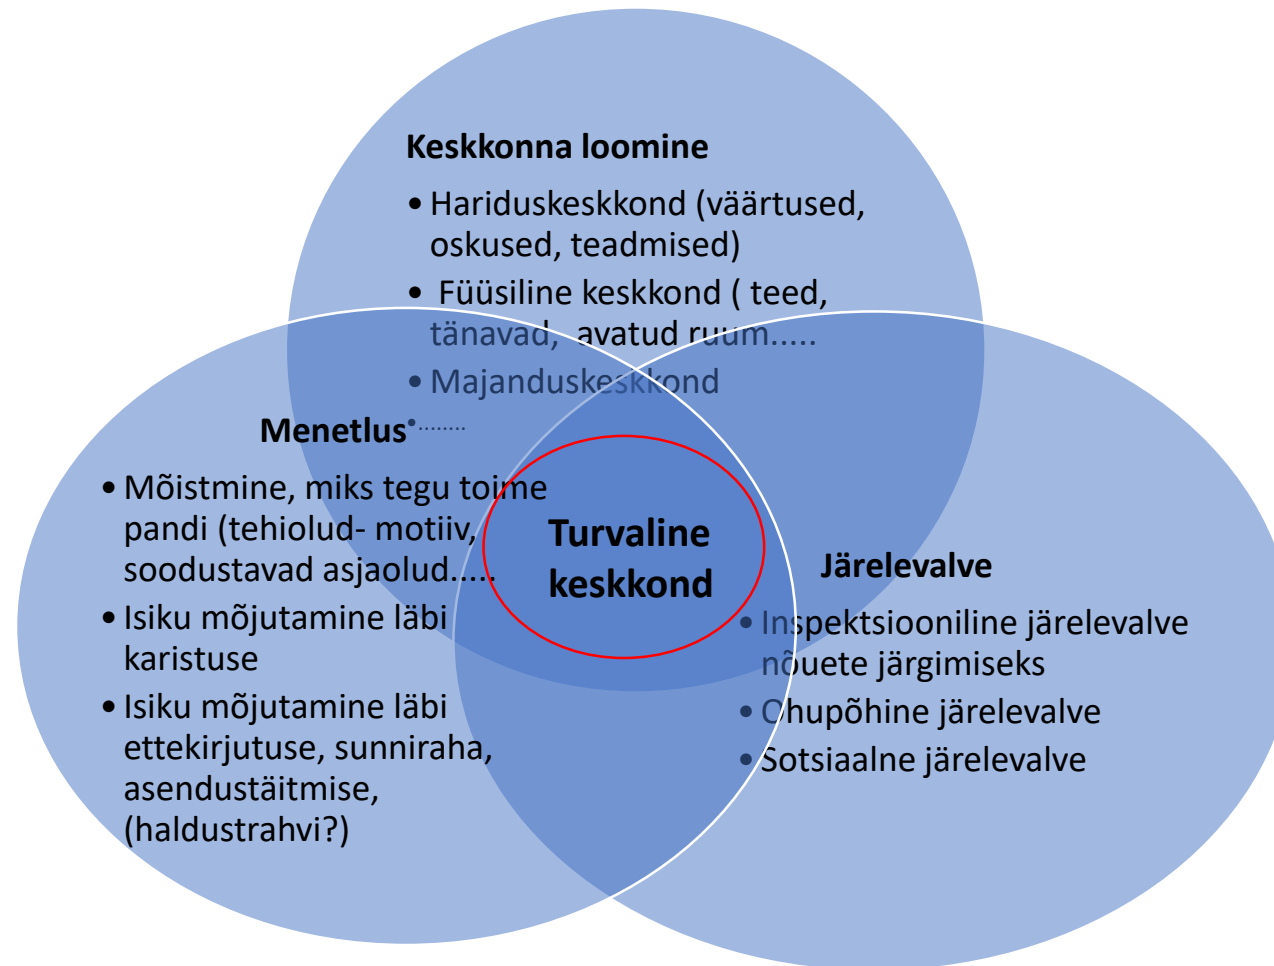 Keskkonna loomine
• Hariduskeskkond (väärtused,
oskused, teadmised)
• Füüsiline keskkond ( teed,
tänavad, avatud ruum.....
• Majanduskeskkond
•........
Menetlus
• Mõistmine, miks tegu toime
pandi (tehiolud- motiiv,
soodustavad asjaolud.....
• Isiku mõjutamine läbi
karistuse
• Isiku mõjutamine läbi
ettekirjutuse, sunniraha,
asendustäitmise,
(haldustrahvi?)
Turvaline
keskkond
Järelevalve
• Inspektsiooniline järelevalve
nõuete järgimiseks
• Ohupõhine järelevalve
• Sotsiaalne järelevalve